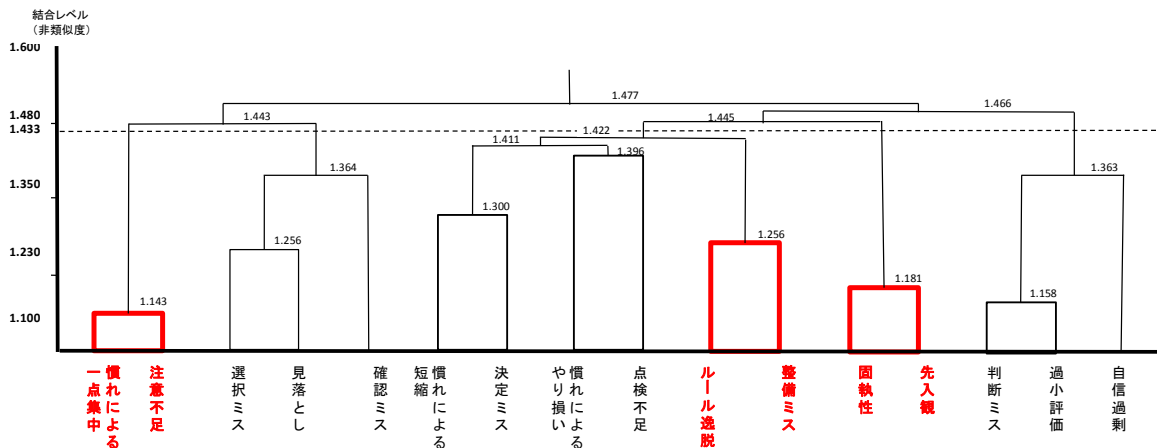 結合レベル
（非類似度）
1.600
1.477
1.466
1.480
1.443
1.445
1.433
1.422
1.411
1.396
1.364
1.363
1.350
1.300
1.256
1.256
1.230
1.181
1.158
1.143
1.100
慣れによる
一点集中
注意不足
選択ミス
見落とし
確認ミス
慣れによる
短縮
決定ミス
慣れによる
やり損い
点検不足
ルール逸脱
整備ミス
固執性
先入観
判断ミス
過小評価
自信過剰